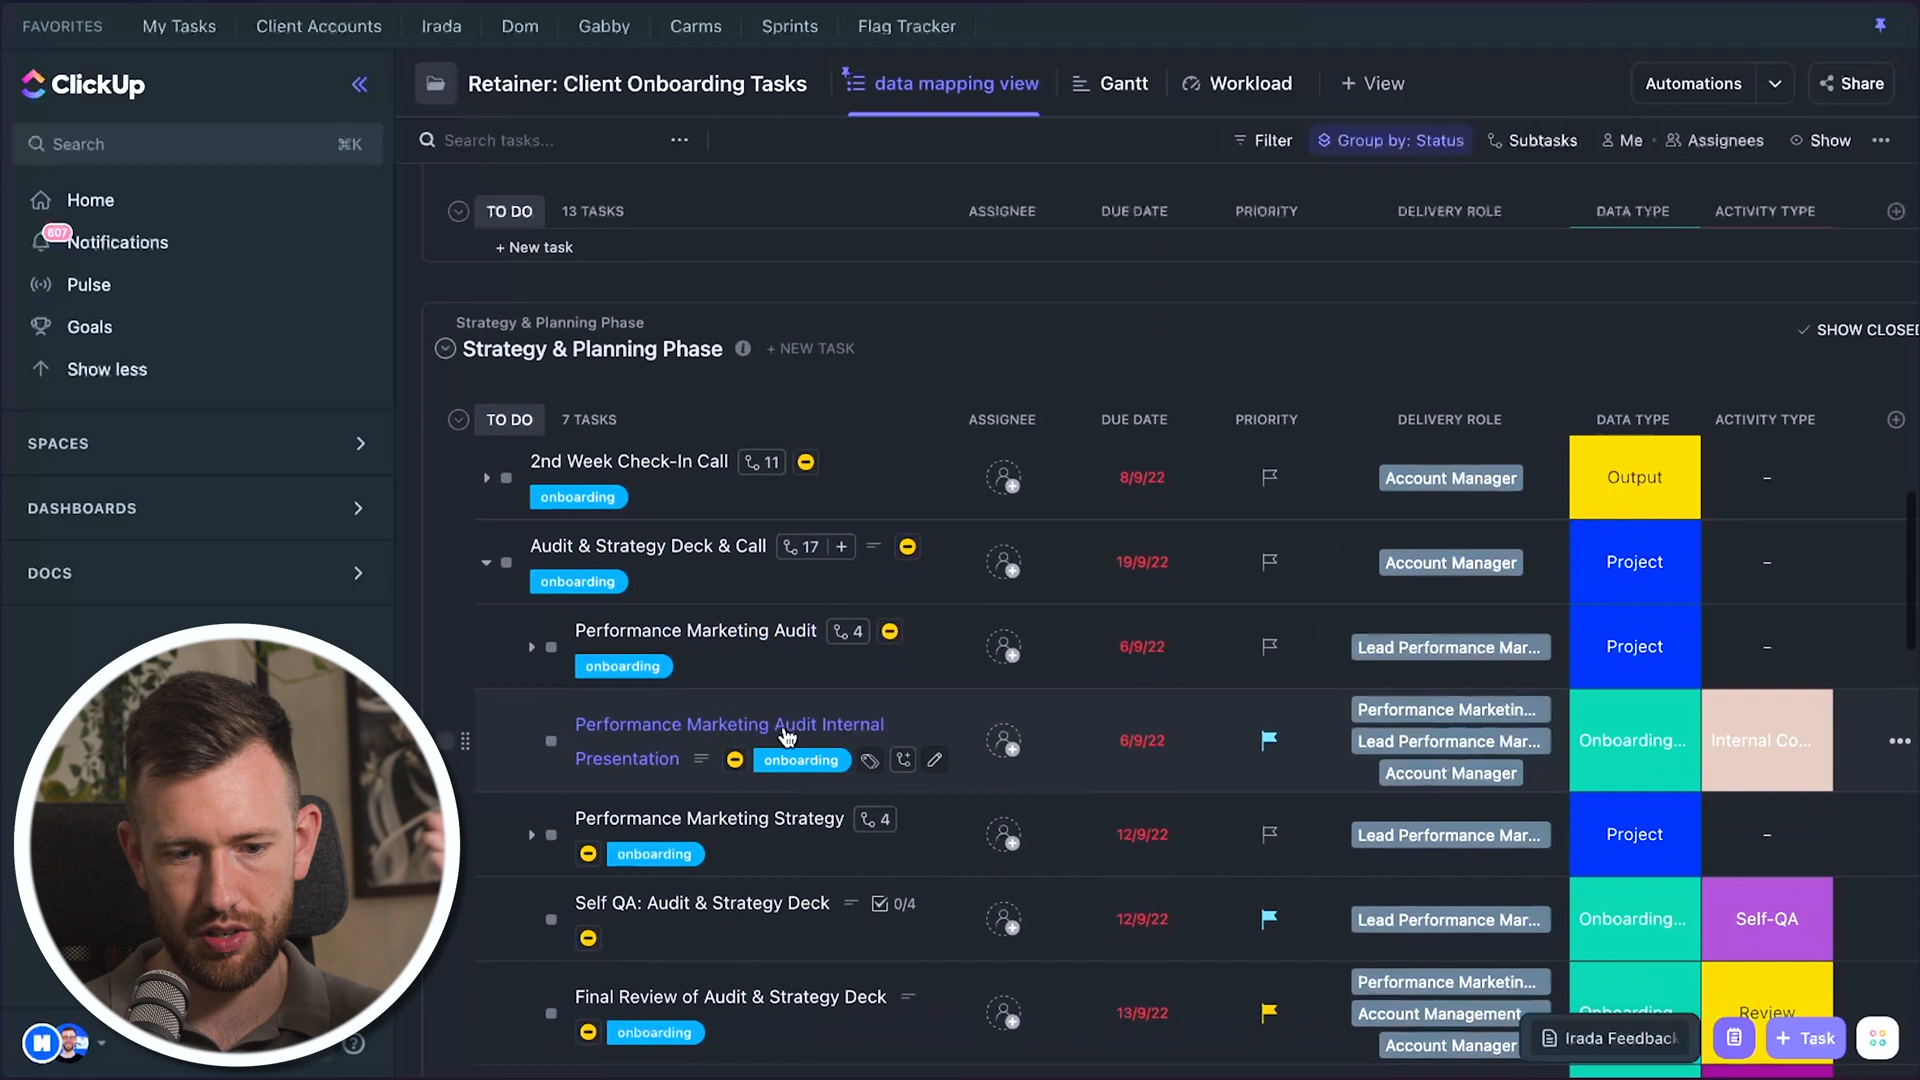 FAVORITES My Tasks Client Accounts Irada Dom Gabby Carms Sprints Flag Tracker
ClickUp
Retainer: Client Onboarding Tasks data mapping view Gantt Workload + View Automations Share
Search ⌘K
Search tasks... Filter Group by: Status Subtasks Me Assignees Show
Home
607
Notifications
Pulse
Goals
Show less
SPACES
DASHBOARDS
DOCS
TO DO 13 TASKS ASSIGNEE DUE DATE PRIORITY DELIVERY ROLE DATA TYPE ACTIVITY TYPE
+ New task
Strategy & Planning Phase
Strategy & Planning Phase + NEW TASK SHOW CLOSED
TO DO 7 TASKS ASSIGNEE DUE DATE PRIORITY DELIVERY ROLE DATA TYPE ACTIVITY TYPE
2nd Week Check-In Call 11
onboarding
8/9/22 Account Manager Output –
Audit & Strategy Deck & Call 17 +
onboarding
19/9/22 Account Manager Project –
Performance Marketing Audit 4
onboarding
6/9/22 Lead Performance Mar... Project –
Performance Marketing Audit Internal
Presentation onboarding
6/9/22
Performance Marketin...
Lead Performance Mar...
Account Manager
Onboarding... Internal Co...
Performance Marketing Strategy 4
onboarding
12/9/22 Lead Performance Mar... Project –
Self QA: Audit & Strategy Deck 0/4
12/9/22 Lead Performance Mar... Onboarding... Self-QA
Final Review of Audit & Strategy Deck
onboarding
13/9/22
Performance Marketin...
Account Management
Account Manager
Review
Irada Feedback
+ Task